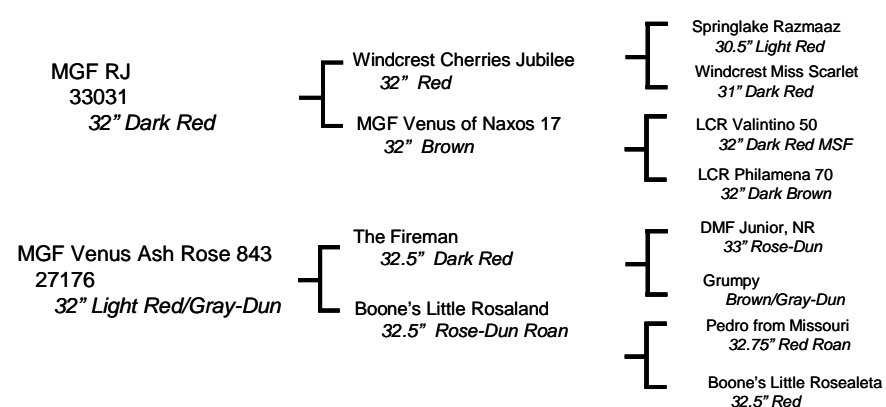 MGF RJ
33031
32” Dark Red
Windcrest Cherries Jubilee
32” Red
MGF Venus of Naxos 17
32” Brown
Springlake Razmaaz
30.5” Light Red
Windcrest Miss Scarlet
31” Dark Red
LCR Valintino 50
32” Dark Red MSF
LCR Philamena 70
32” Dark Brown
MGF Venus Ash Rose 843
27176
32” Light Red/Gray-Dun
The Fireman
32.5” Dark Red
Boone’s Little Rosaland
32.5” Rose-Dun Roan
DMF Junior, NR
33” Rose-Dun
Grumpy
Brown/Gray-Dun
Pedro from Missouri
32.75” Red Roan
Boone’s Little Rosealeta
32.5” Red